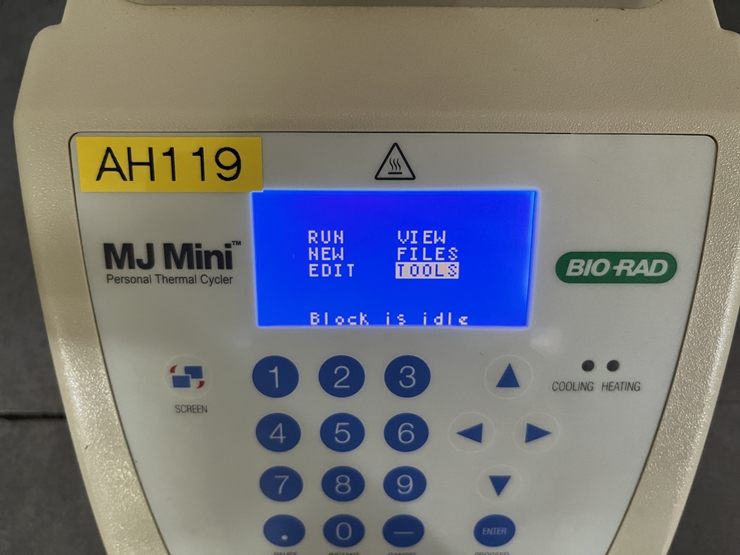 AH119
MJ Mini™
Personal Thermal Cycler
RUN VIEW
NEW FILES
EDIT TOOLS
Block is idle
BIO-RAD
SCREEN
1 2 3
4 5 6
7 8 9
. 0 –
COOLING HEATING
ENTER